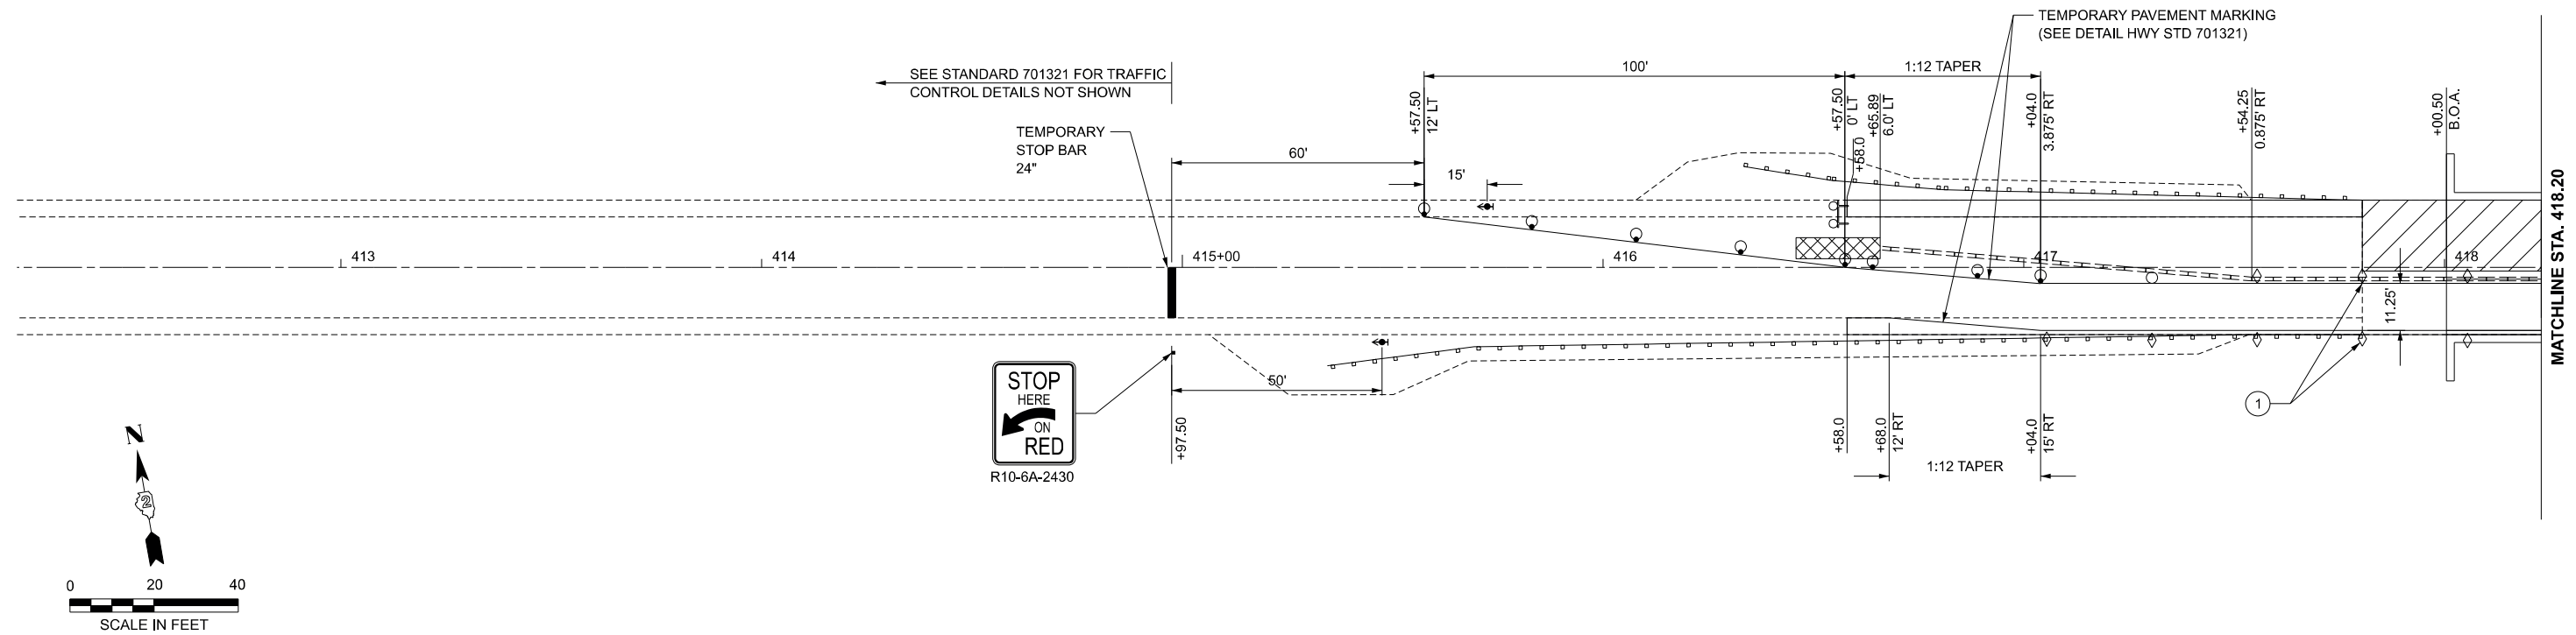 TEMPORARY PAVEMENT MARKING
(SEE DETAIL HWY STD 701321)
SEE STANDARD 701321 FOR TRAFFIC
CONTROL DETAILS NOT SHOWN
100'
1:12 TAPER
TEMPORARY
STOP BAR
24"
60'
15'
+57.50
12' LT
+57.50
0' LT
+58.0
+65.89
6.0' LT
+04.0
3.875' RT
+54.25
0.875' RT
+00.50
B.O.A.
MATCHLINE STA. 418.20
413
414
415+00
416
417
418
11.25'
STOP
HERE
ON
RED
R10-6A-2430
50'
+97.50
+58.0
+68.0
12' RT
+04.0
15' RT
1:12 TAPER
1
N
2
0 20 40
SCALE IN FEET